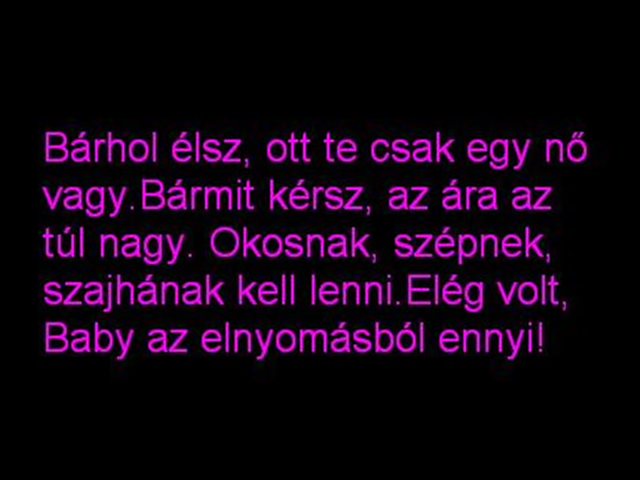 Bárhol élsz, ott te csak egy nő
vagy.Bármit kérsz, az ára az
túl nagy. Okosnak, szépnek,
szajhának kell lenni.Elég volt,
Baby az elnyomásból ennyi!